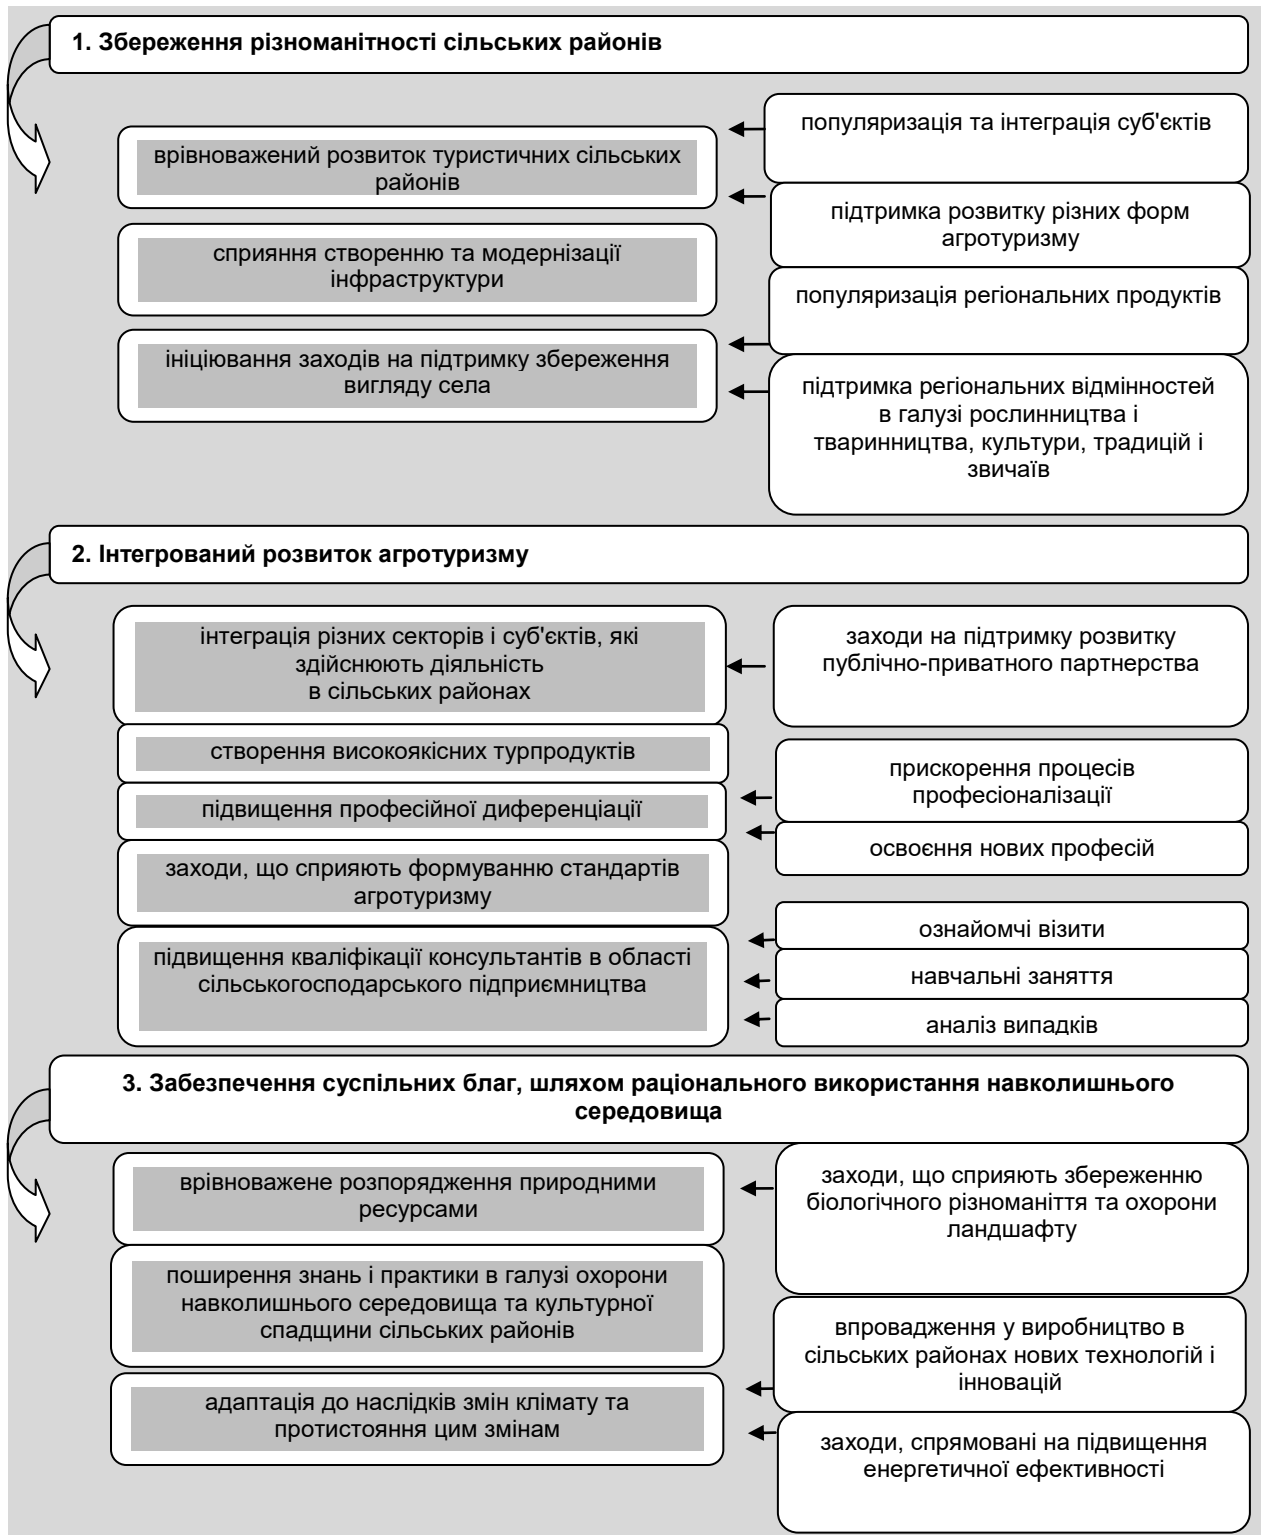 1. Збереження різноманітності сільських районів
врівноважений розвиток туристичних сільських
районів
сприяння створенню та модернізації
інфраструктури
ініціювання заходів на підтримку збереження
вигляду села
популяризація та інтеграція суб'єктів
підтримка розвитку різних форм
агротуризму
популяризація регіональних продуктів
підтримка регіональних відмінностей
в галузі рослинництва і
тваринництва, культури, традицій і
звичаїв
2. Інтегрований розвиток агротуризму
інтеграція різних секторів і суб'єктів, які
здійснюють діяльність
в сільських районах
створення високоякісних турпродуктів
підвищення професійної диференціації
заходи, що сприяють формуванню стандартів
агротуризму
підвищення кваліфікації консультантів в області
сільськогосподарського підприємництва
заходи на підтримку розвитку
публічно-приватного партнерства
прискорення процесів
професіоналізації
освоєння нових професій
ознайомчі візити
навчальні заняття
аналіз випадків
3. Забезпечення суспільних благ, шляхом раціонального використання навколишнього
середовища
врівноважене розпорядження природними
ресурсами
поширення знань і практики в галузі охорони
навколишнього середовища та культурної
спадщини сільських районів
адаптація до наслідків змін клімату та
протистояння цим змінам
заходи, що сприяють збереженню
біологічного різноманіття та охорони
ландшафту
впровадження у виробництво в
сільських районах нових технологій і
інновацій
заходи, спрямовані на підвищення
енергетичної ефективності